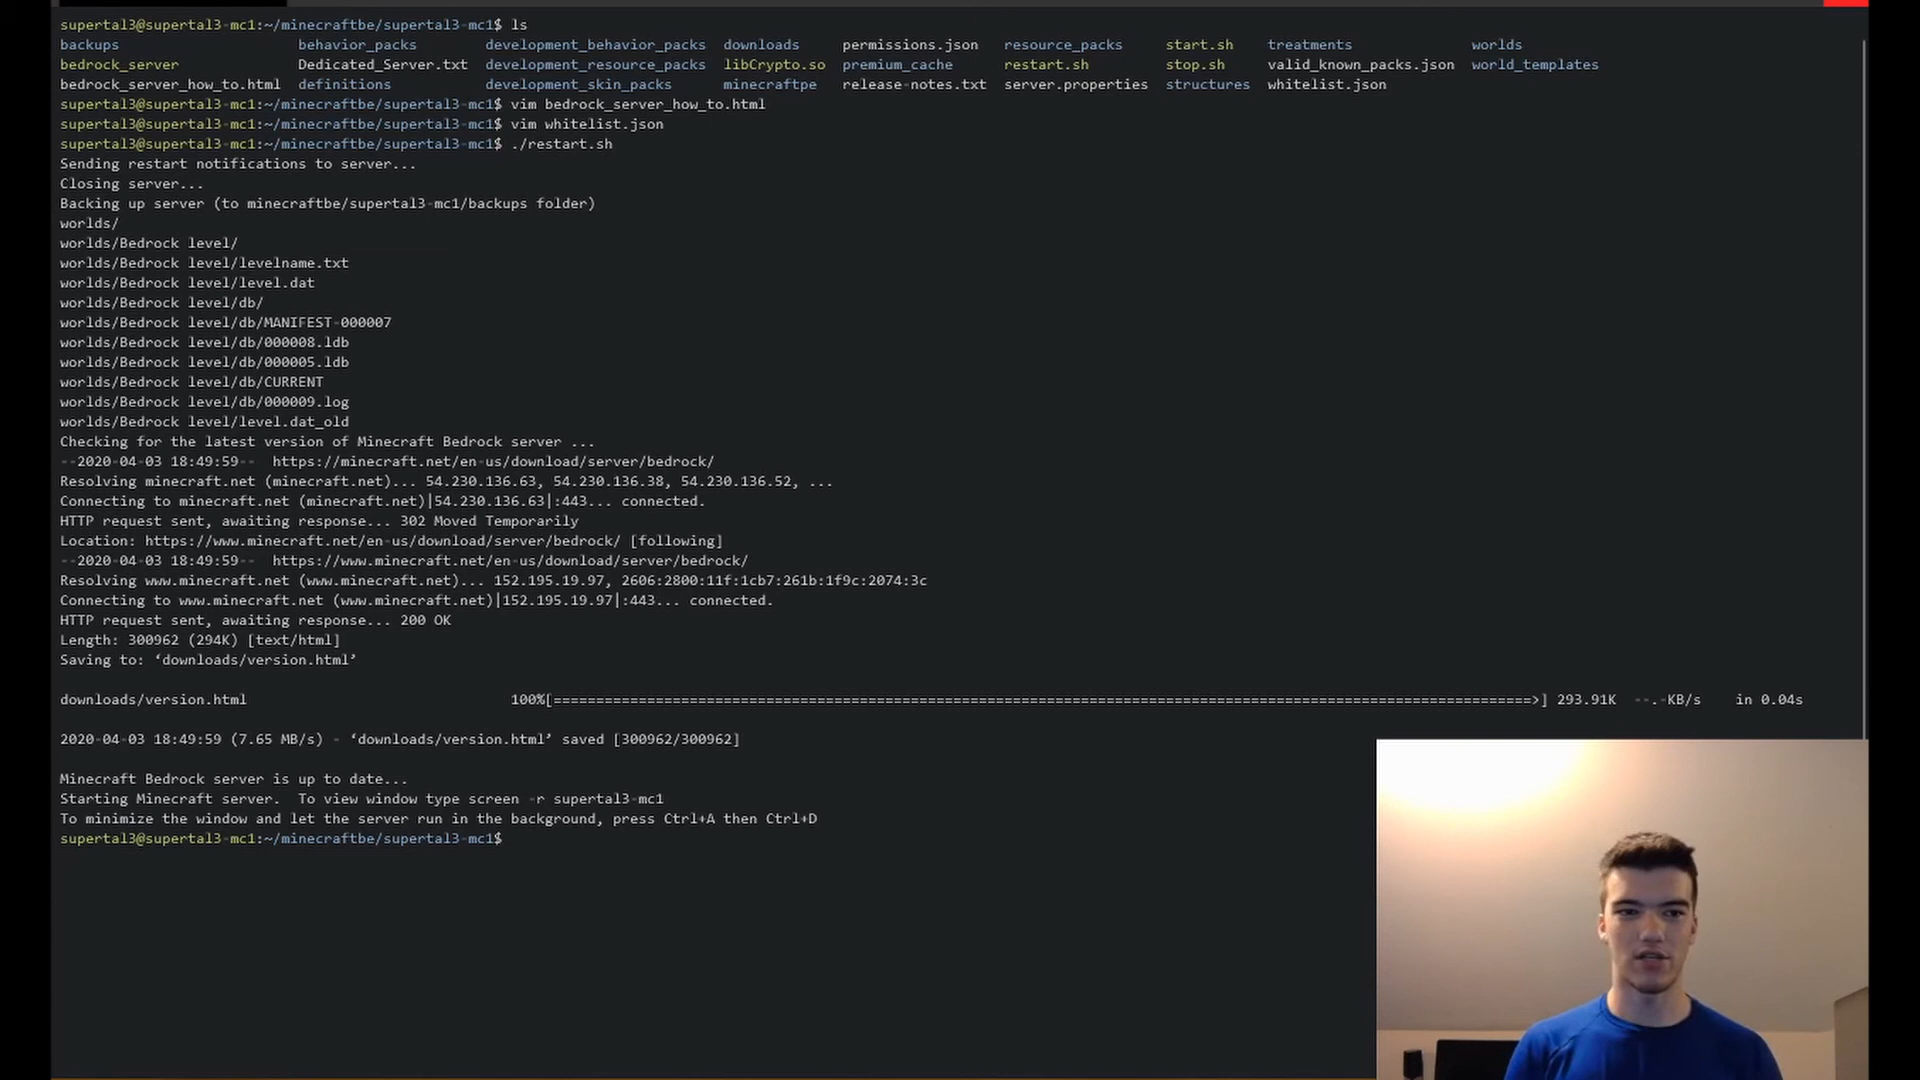 supertal3@supertal3-mc1:~/minecraftbe/supertal3-mc1$ ls
backups behavior_packs development_behavior_packs downloads permissions.json resource_packs start.sh treatments worlds
bedrock_server Dedicated_Server.txt development_resource_packs libCrypto.so premium_cache restart.sh stop.sh valid_known_packs.json world_templates
bedrock_server_how_to.html definitions development_skin_packs minecraftpe release-notes.txt server.properties structures whitelist.json
supertal3@supertal3-mc1:~/minecraftbe/supertal3-mc1$ vim bedrock_server_how_to.html
supertal3@supertal3-mc1:~/minecraftbe/supertal3-mc1$ vim whitelist.json
supertal3@supertal3-mc1:~/minecraftbe/supertal3-mc1$ ./restart.sh
Sending restart notifications to server...
Closing server...
Backing up server (to minecraftbe/supertal3-mc1/backups folder)
worlds/
worlds/Bedrock level/
worlds/Bedrock level/levelname.txt
worlds/Bedrock level/level.dat
worlds/Bedrock level/db/
worlds/Bedrock level/db/MANIFEST-000007
worlds/Bedrock level/db/000008.ldb
worlds/Bedrock level/db/000005.ldb
worlds/Bedrock level/db/CURRENT
worlds/Bedrock level/db/000009.log
worlds/Bedrock level/level.dat_old
Checking for the latest version of Minecraft Bedrock server ...
--2020-04-03 18:49:59--  https://minecraft.net/en-us/download/server/bedrock/
Resolving minecraft.net (minecraft.net)... 54.230.136.63, 54.230.136.38, 54.230.136.52, ...
Connecting to minecraft.net (minecraft.net)|54.230.136.63|:443... connected.
HTTP request sent, awaiting response... 302 Moved Temporarily
Location: https://www.minecraft.net/en-us/download/server/bedrock/ [following]
--2020-04-03 18:49:59--  https://www.minecraft.net/en-us/download/server/bedrock/
Resolving www.minecraft.net (www.minecraft.net)... 152.195.19.97, 2606:2800:11f:1cb7:261b:1f9c:2074:3c
Connecting to www.minecraft.net (www.minecraft.net)|152.195.19.97|:443... connected.
HTTP request sent, awaiting response... 200 OK
Length: 300962 (294K) [text/html]
Saving to: ‘downloads/version.html’
downloads/version.html 100%[===================================================================================================================>] 293.91K --.-KB/s in 0.04s
2020-04-03 18:49:59 (7.65 MB/s) - ‘downloads/version.html’ saved [300962/300962]
Minecraft Bedrock server is up to date...
Starting Minecraft server.  To view window type screen -r supertal3-mc1
To minimize the window and let the server run in the background, press Ctrl+A then Ctrl+D
supertal3@supertal3-mc1:~/minecraftbe/supertal3-mc1$